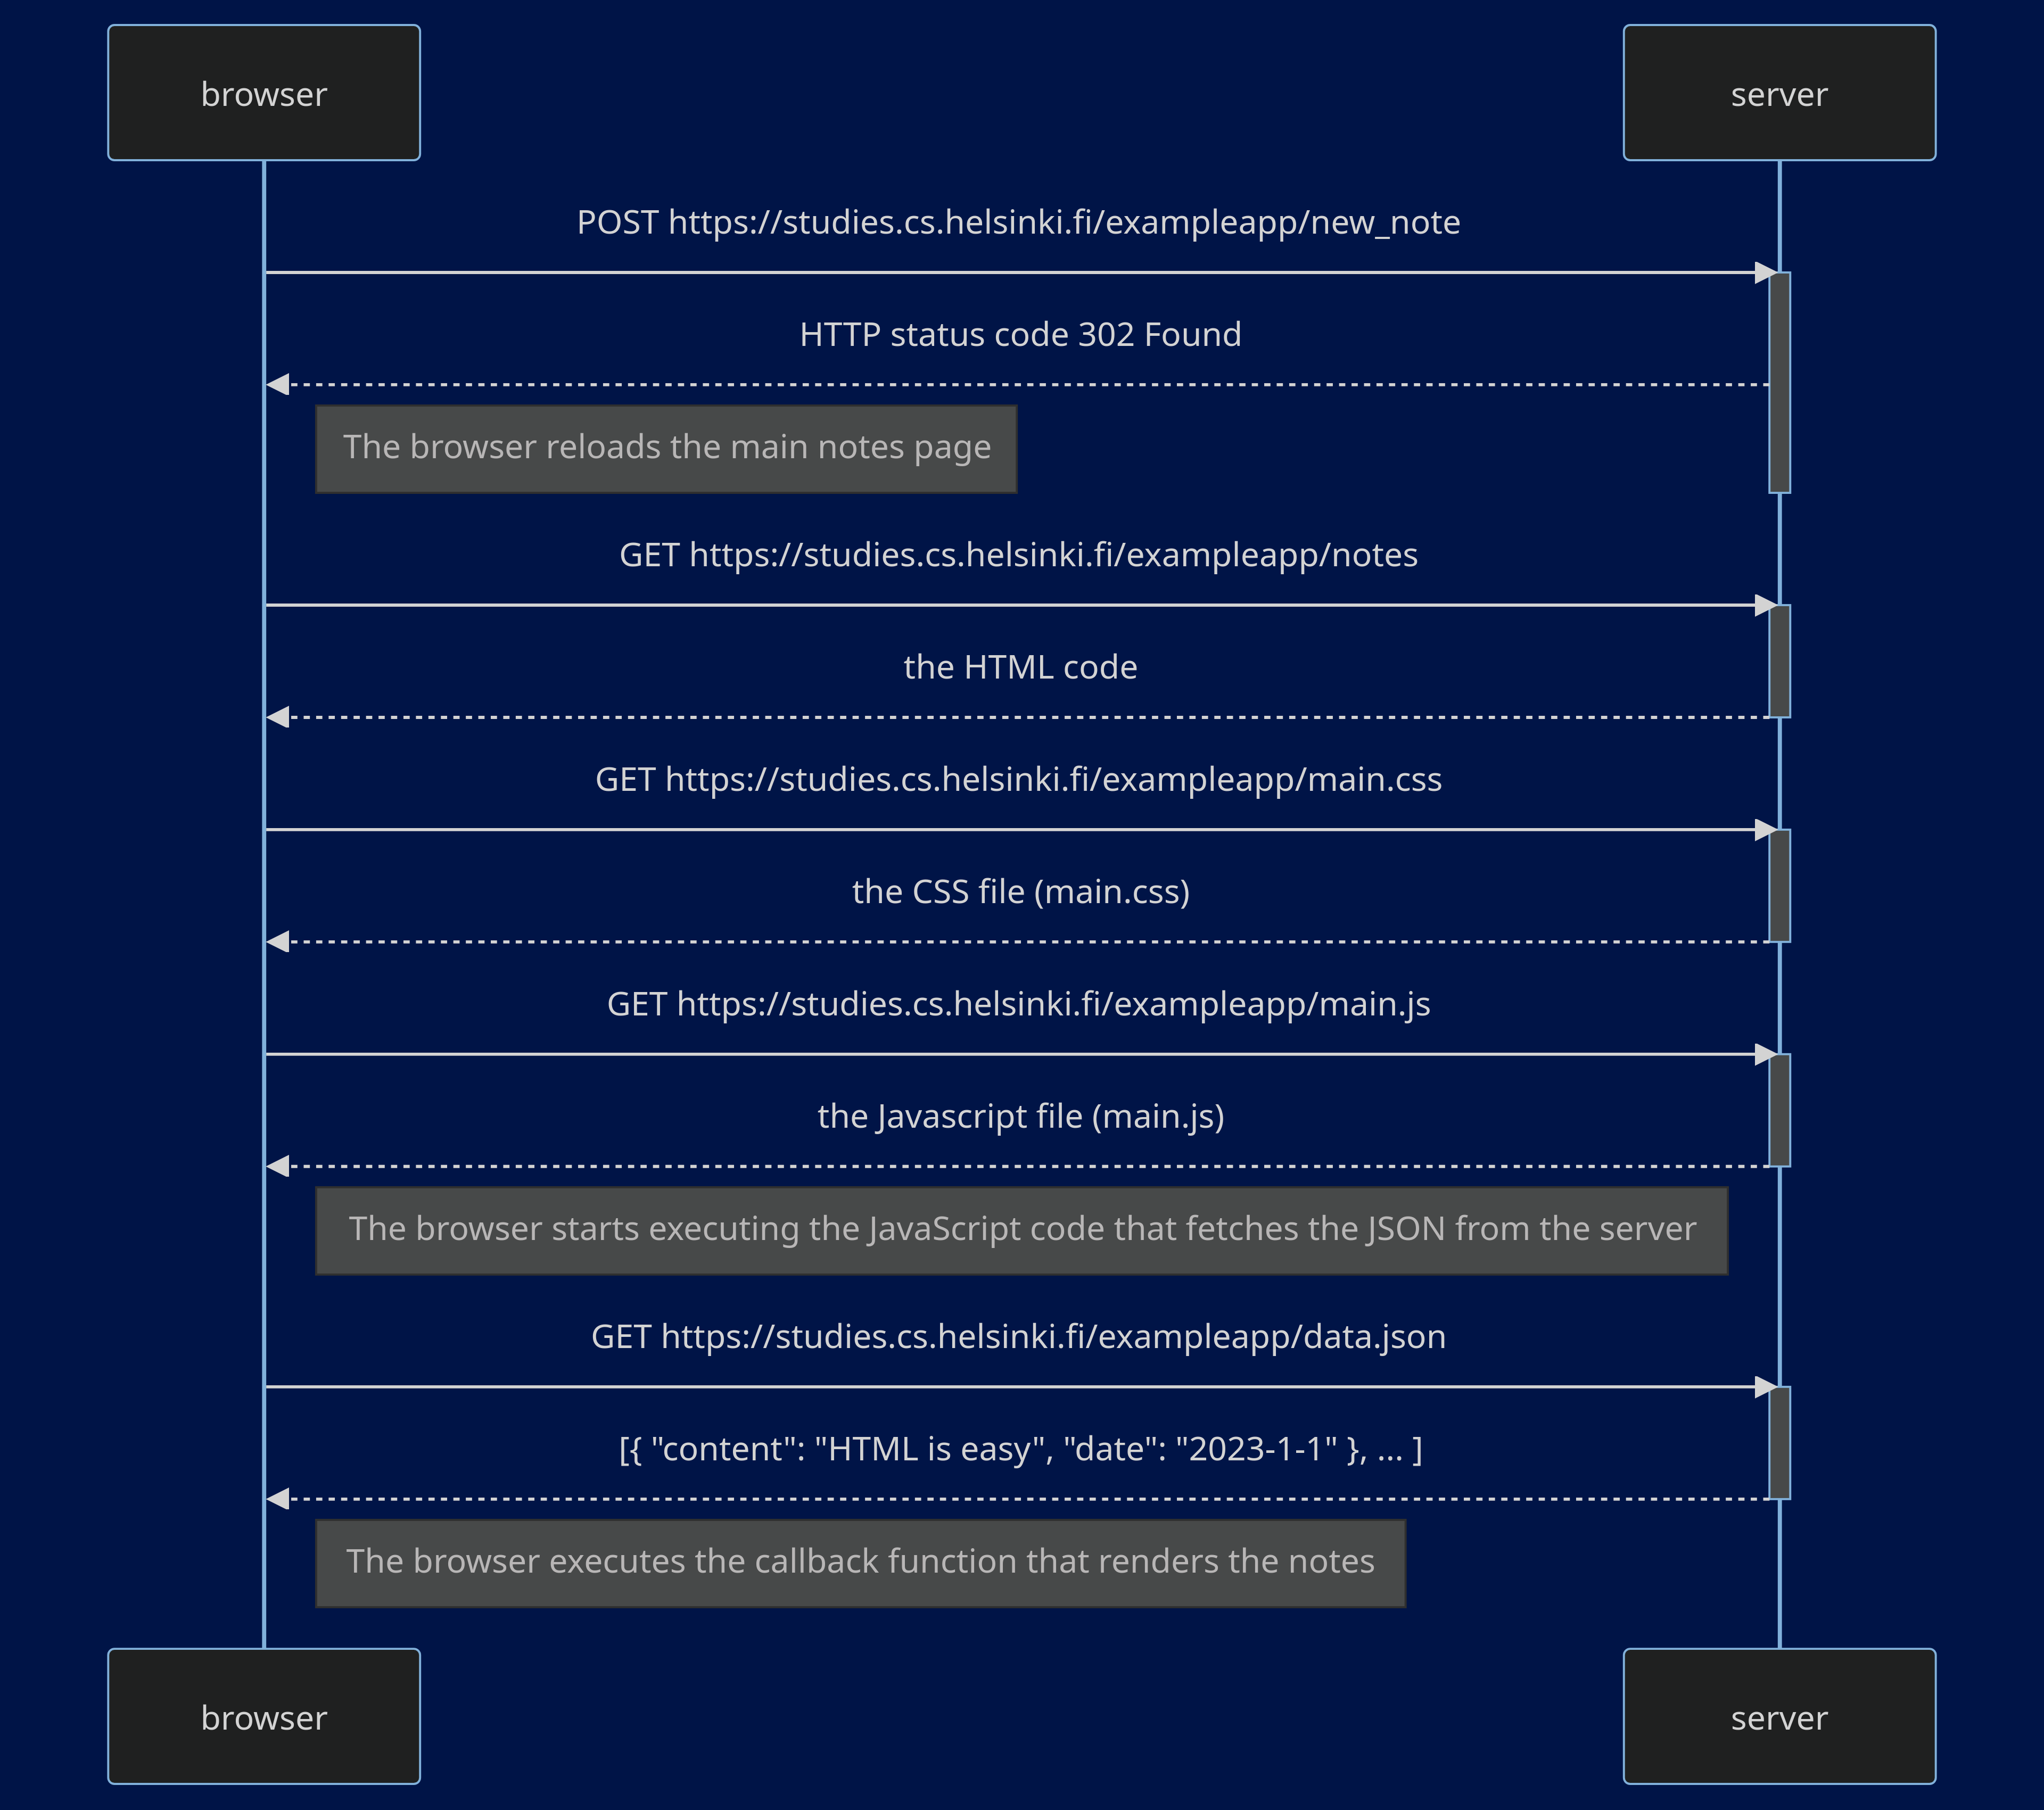 browser
server
POST https://studies.cs.helsinki.fi/exampleapp/new_note
HTTP status code 302 Found
The browser reloads the main notes page
GET https://studies.cs.helsinki.fi/exampleapp/notes
the HTML code
GET https://studies.cs.helsinki.fi/exampleapp/main.css
the CSS file (main.css)
GET https://studies.cs.helsinki.fi/exampleapp/main.js
the Javascript file (main.js)
The browser starts executing the JavaScript code that fetches the JSON from the server
GET https://studies.cs.helsinki.fi/exampleapp/data.json
[{ "content": "HTML is easy", "date": "2023-1-1" }, ... ]
The browser executes the callback function that renders the notes
browser
server